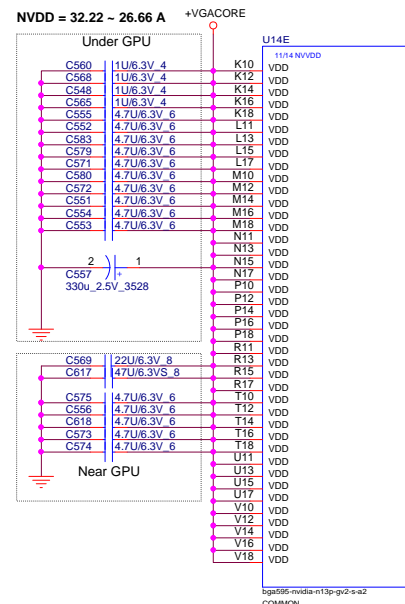 NVDD = 32.22 ~ 26.66 A
+VGACORE
Under GPU
U14E
11/14 NVVDD
C560 1U/6.3V_4 K10 VDD
C568 1U/6.3V_4 K12 VDD
C548 1U/6.3V_4 K14 VDD
C565 1U/6.3V_4 K16 VDD
C555 4.7U/6.3V_6 K18 VDD
C552 4.7U/6.3V_6 L11 VDD
C583 4.7U/6.3V_6 L13 VDD
C579 4.7U/6.3V_6 L15 VDD
C571 4.7U/6.3V_6 L17 VDD
C580 4.7U/6.3V_6 M10 VDD
C572 4.7U/6.3V_6 M12 VDD
C551 4.7U/6.3V_6 M14 VDD
C554 4.7U/6.3V_6 M16 VDD
C553 4.7U/6.3V_6 M18 VDD
N11 VDD
N13 VDD
2 1 N15 VDD
C557 + N17 VDD
330u_2.5V_3528 P10 VDD
P12 VDD
P14 VDD
P16 VDD
P18 VDD
R11 VDD
C569 22U/6.3V_8 R13 VDD
C617 47U/6.3VS_8 R15 VDD
R17 VDD
C575 4.7U/6.3V_6 T10 VDD
C556 4.7U/6.3V_6 T12 VDD
C618 4.7U/6.3V_6 T14 VDD
C573 4.7U/6.3V_6 T16 VDD
C574 4.7U/6.3V_6 T18 VDD
U11 VDD
Near GPU U13 VDD
U15 VDD
U17 VDD
V10 VDD
V12 VDD
V14 VDD
V16 VDD
V18 VDD
bga595-nvidia-n13p-gv2-s-a2
COMMON